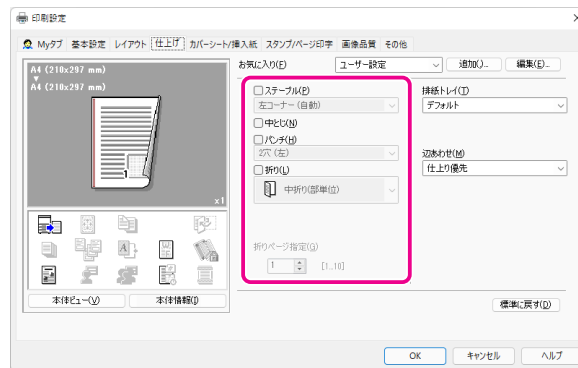 印刷設定
Myタブ 基本設定 レイアウト 仕上げ カバーシート/挿入紙 スタンプ/ページ印字 画像品質 その他
A4 (210x297 mm)
A4 (210x297 mm)
1
x1
本体ビュー(V) 本体情報(I)
お気に入り(F) ユーザー設定 追加().. 編集(E)..
ステープル(P)
左コーナー (自動)
中とじ(N)
パンチ(H)
2穴 (左)
折り(L)
中折り(部単位)
折りページ指定(G)
1 [1..10]
排紙トレイ(T)
デフォルト
辺あわせ(M)
仕上り優先
標準に戻す(D)
OK キャンセル ヘルプ